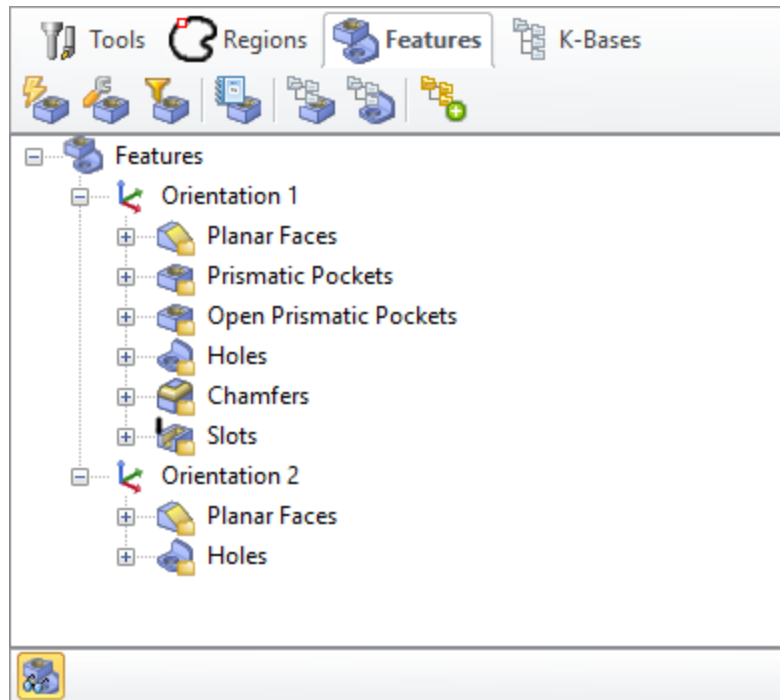 Tools Regions Features K-Bases
Features
Orientation 1
Planar Faces
Prismatic Pockets
Open Prismatic Pockets
Holes
Chamfers
Slots
Orientation 2
Planar Faces
Holes